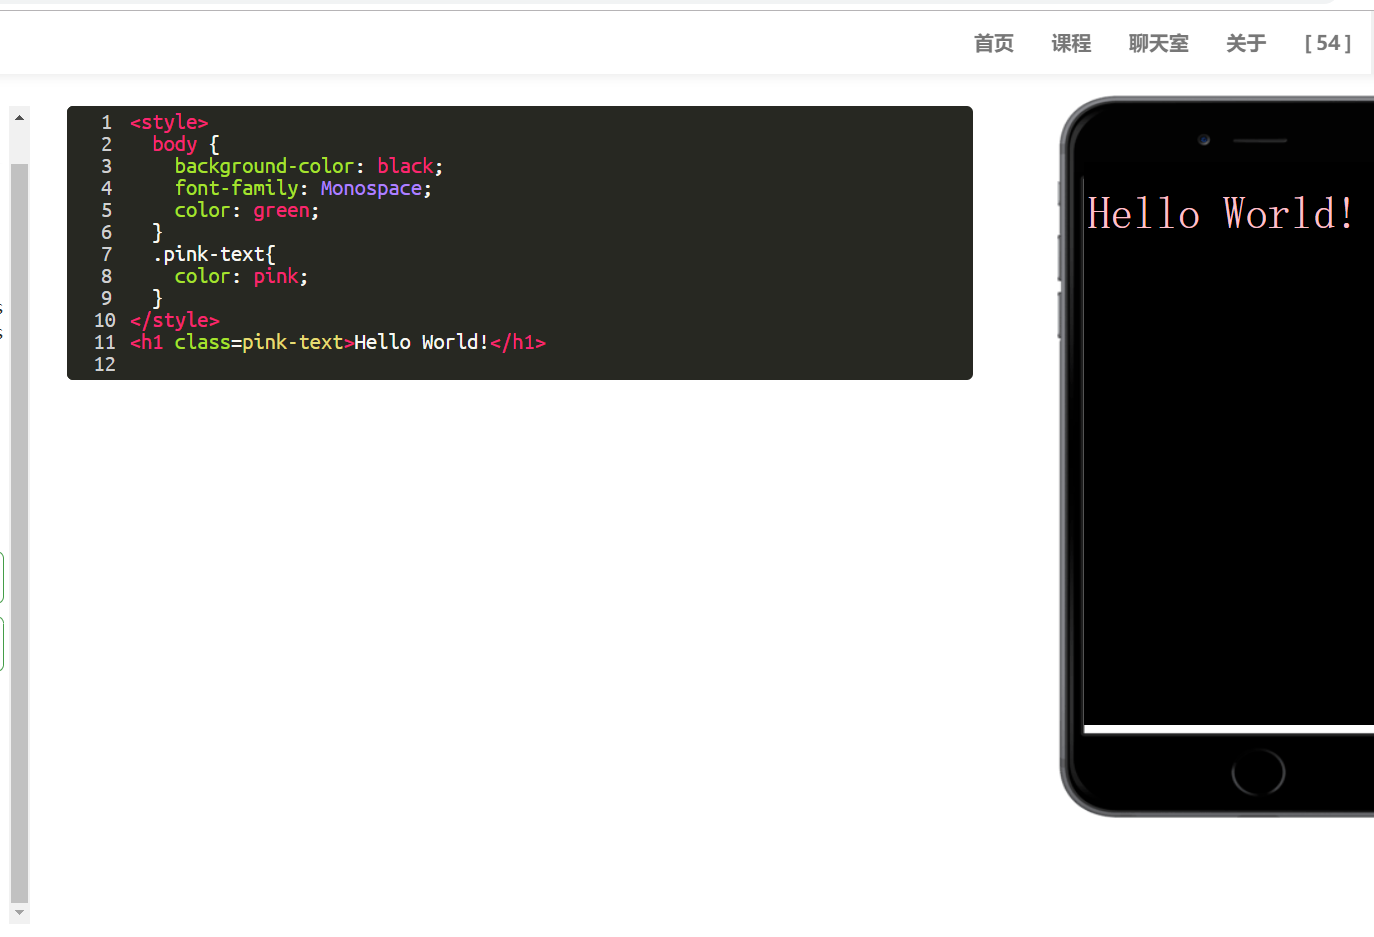 首页 课程 聊天室 关于 [ 54 ]
1 <style>
2 body {
3 background-color: black;
4 font-family: Monospace;
5 color: green;
6 }
7 .pink-text{
8 color: pink;
9 }
10 </style>
11 <h1 class=pink-text>Hello World!</h1>
12
Hello World!
s
s